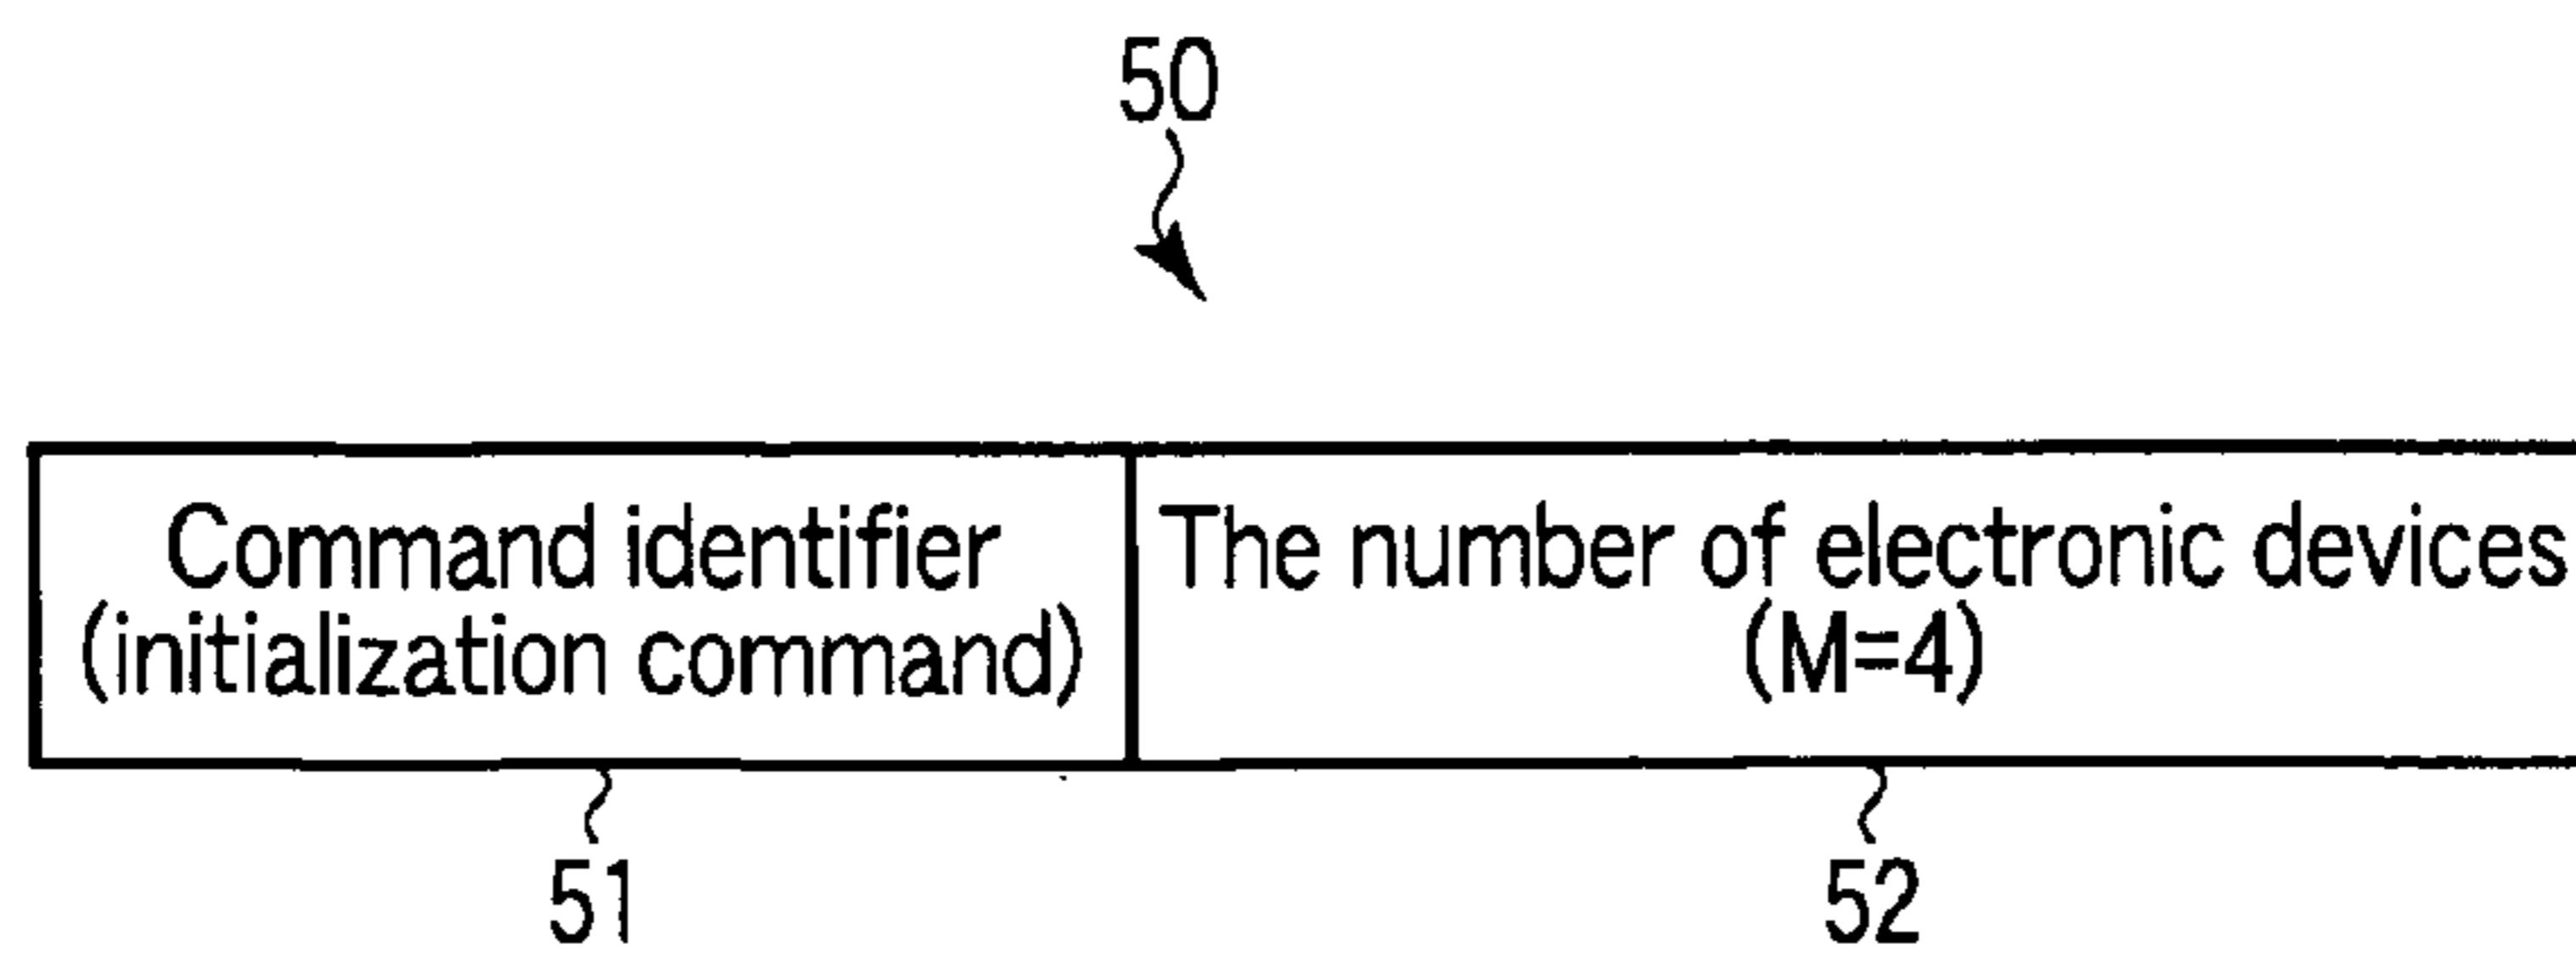 50
Command identifier
(initialization command)
The number of electronic devices
(M=4)
51
52